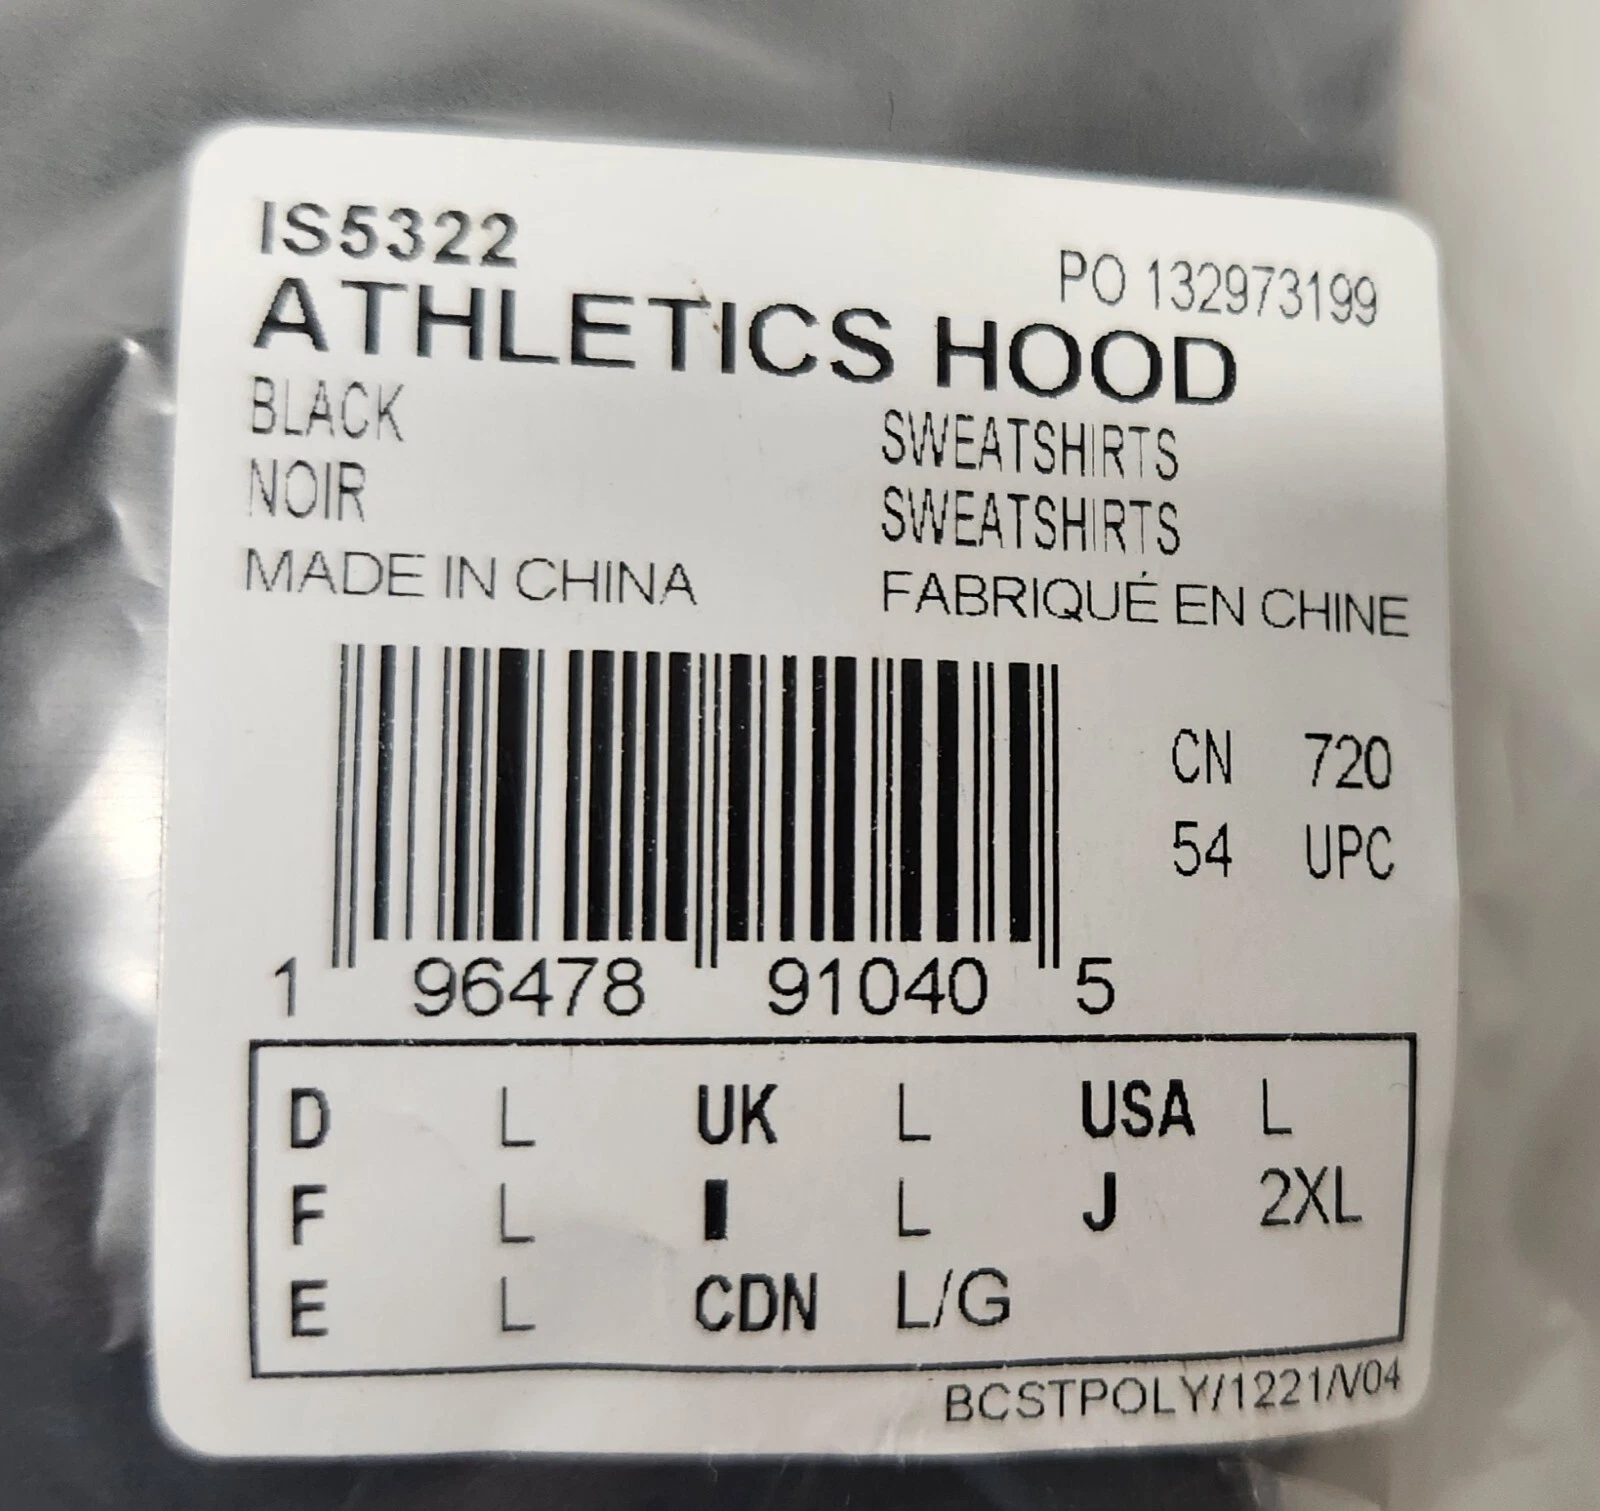 IS5322
PO 132973199
ATHLETICS HOOD
BLACK SWEATSHIRTS
NOIR SWEATSHIRTS
MADE IN CHINA FABRIQUÉ EN CHINE
CN 720
54 UPC
1 96478 91040 5
D L UK L USA L
F L I L J 2XL
E L CDN L/G
BCSTPOLY/1221/V04